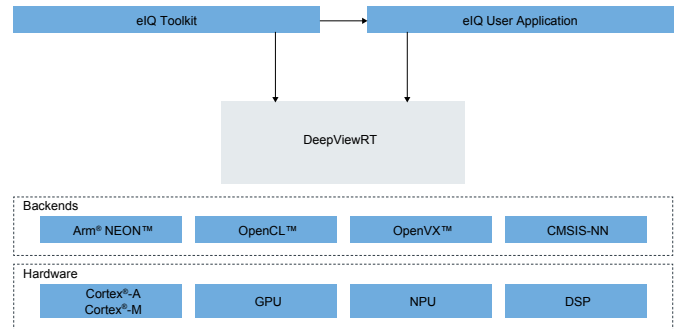 eIQ Toolkit
eIQ User Application
DeepViewRT
Backends
Arm® NEON™
OpenCL™
OpenVX™
CMSIS-NN
Hardware
Cortex®-A
Cortex®-M
GPU
NPU
DSP